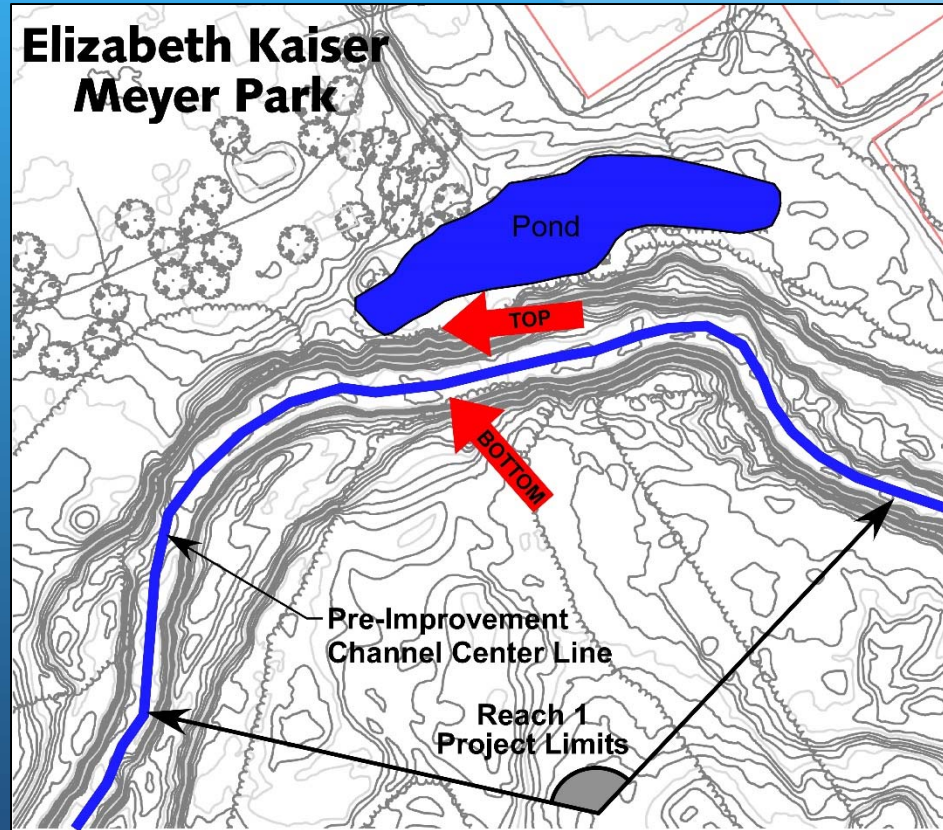 Elizabeth Kaiser
Meyer Park
Pond
TOP
BOTTOM
Pre-Improvement
Channel Center Line
Reach 1
Project Limits